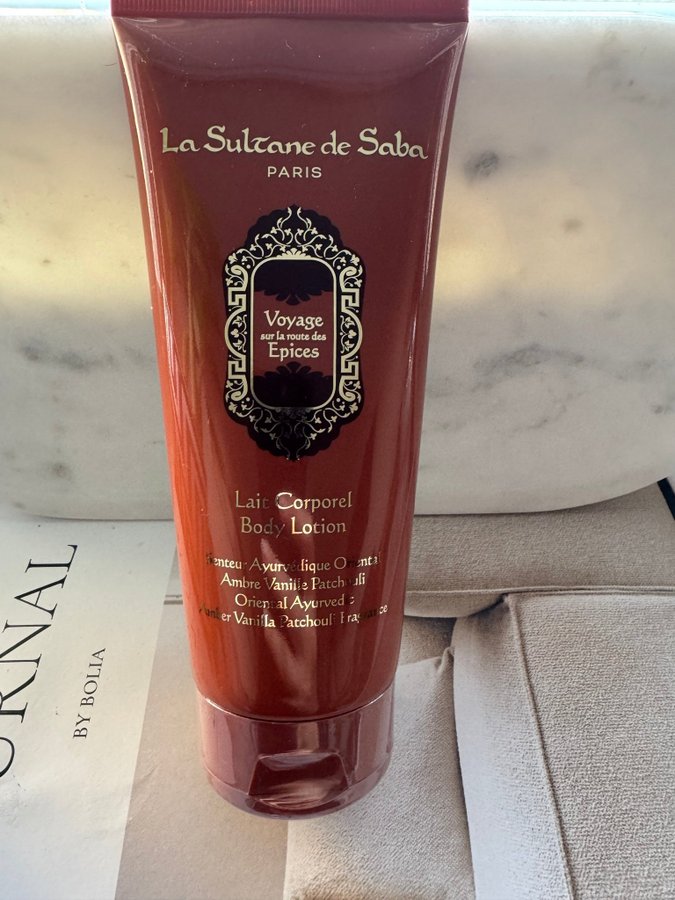 La Sultane de Saba
PARIS
Voyage
sur la route des
Epices
Lait Corporel
Body Lotion
Senteur Ayurvédique Oriental
Ambre Vanille Patchouli
Oriental Ayurvedic
Amber Vanilla Patchouli Fragrance
BY BOLIA